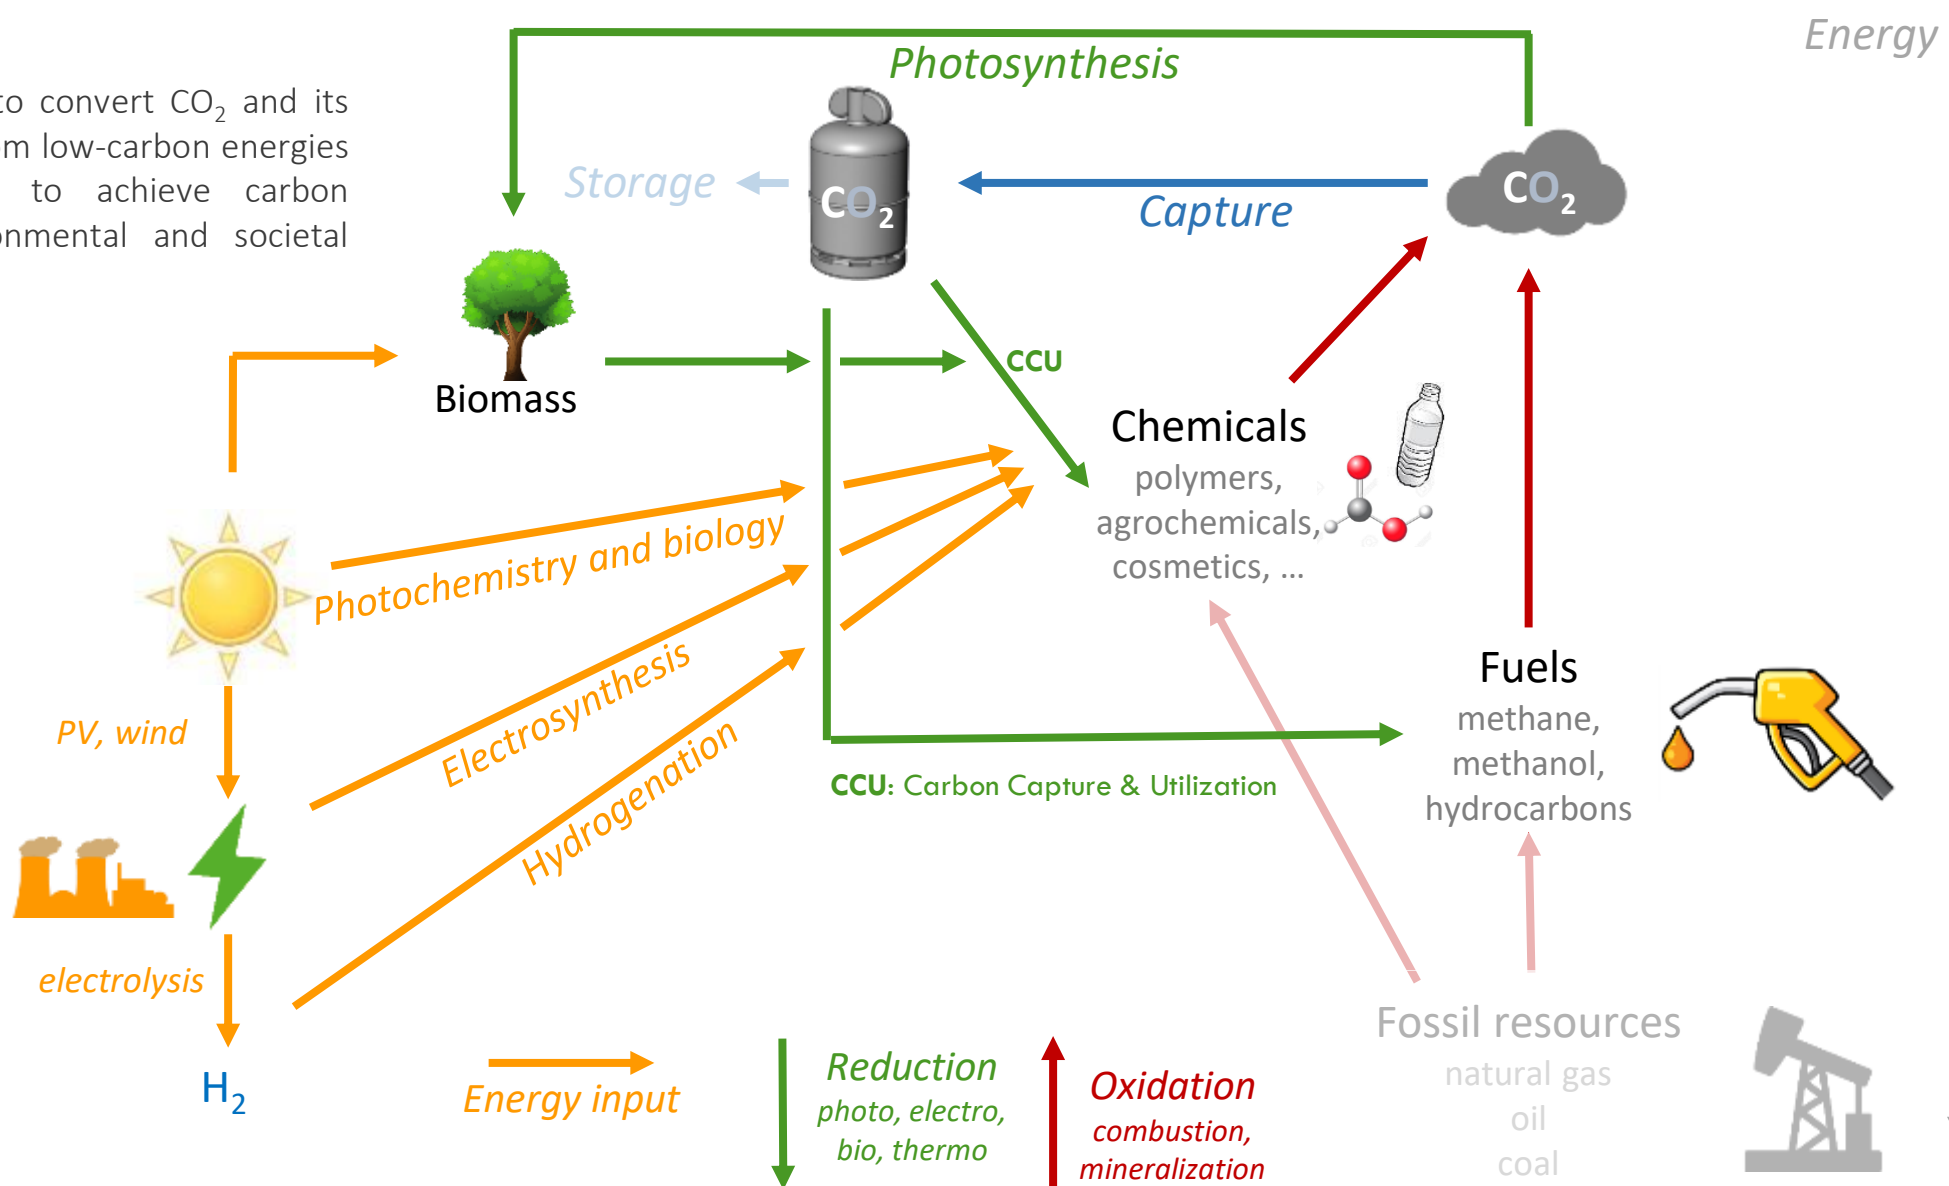 Energy
Photosynthesis
to convert CO₂ and its
low-carbon energies
to achieve carbon
and societal
Storage
CO₂
Capture
CO₂
CCU
Biomass
Chemicals
polymers,
agrochemicals,
cosmetics, ...
Photochemistry and biology
Electrosynthesis
Hydrogenation
PV, wind
Fuels
methane,
methanol,
hydrocarbons
CCU: Carbon Capture & Utilization
electrolysis
H₂
Energy input
Reduction
photo, electro,
bio, thermo
Oxidation
combustion,
mineralization
Fossil resources
natural gas
oil
coal